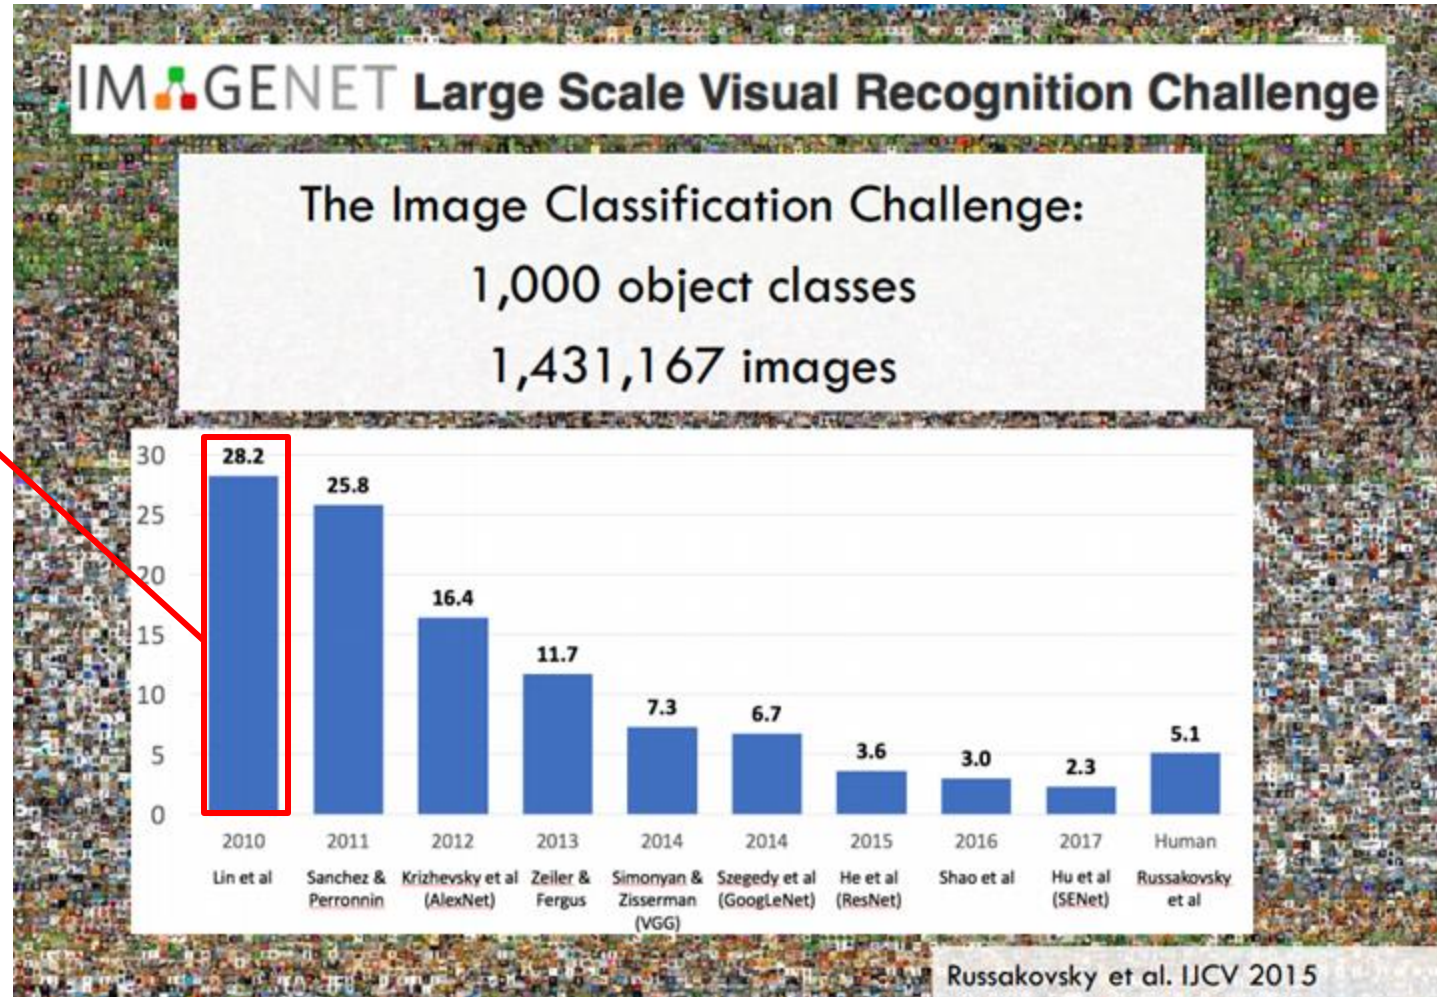 IMAGENET Large Scale Visual Recognition Challenge
The Image Classification Challenge:
1,000 object classes
1,431,167 images
30
25
20
15
10
5
0
28.2
25.8
16.4
11.7
7.3
6.7
3.6
3.0
2.3
5.1
2010 2011 2012 2013 2014 2014 2015 2016 2017 Human
Lin et al Sanchez & Krizhevsky et al Zeiler & Simonyan & Szegedy et al He et al Shao et al Hu et al Russakovsky
Perronnin (AlexNet) Fergus Zisserman (GoogLeNet) (ResNet) (SENet) et al
(VGG)
Russakovsky et al. IJCV 2015